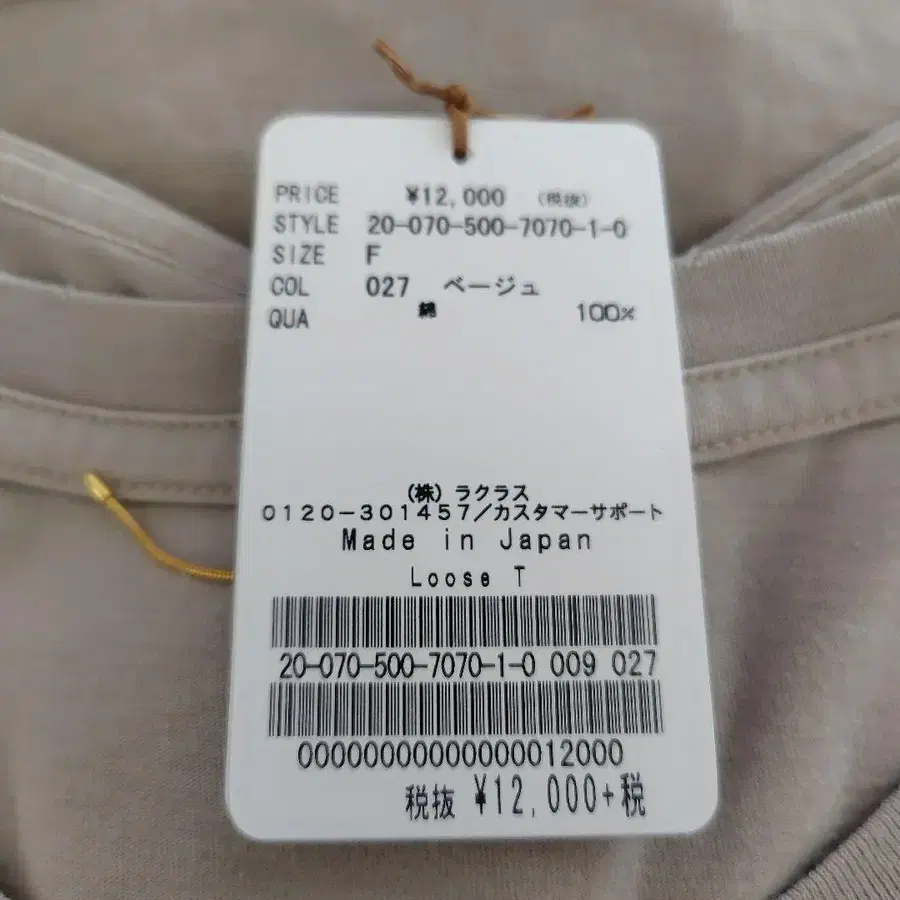 PRICE ¥12,000 (税抜)
STYLE 20-070-500-7070-1-0
SIZE F
COL 027 ベージュ
QUA 綿 100%
(株) ラクラス
0120-301457/カスタマーサポート
Made in Japan
Loose T
20-070-500-7070-1-0 009 027
00000000000000012000
税抜 ¥12,000+税